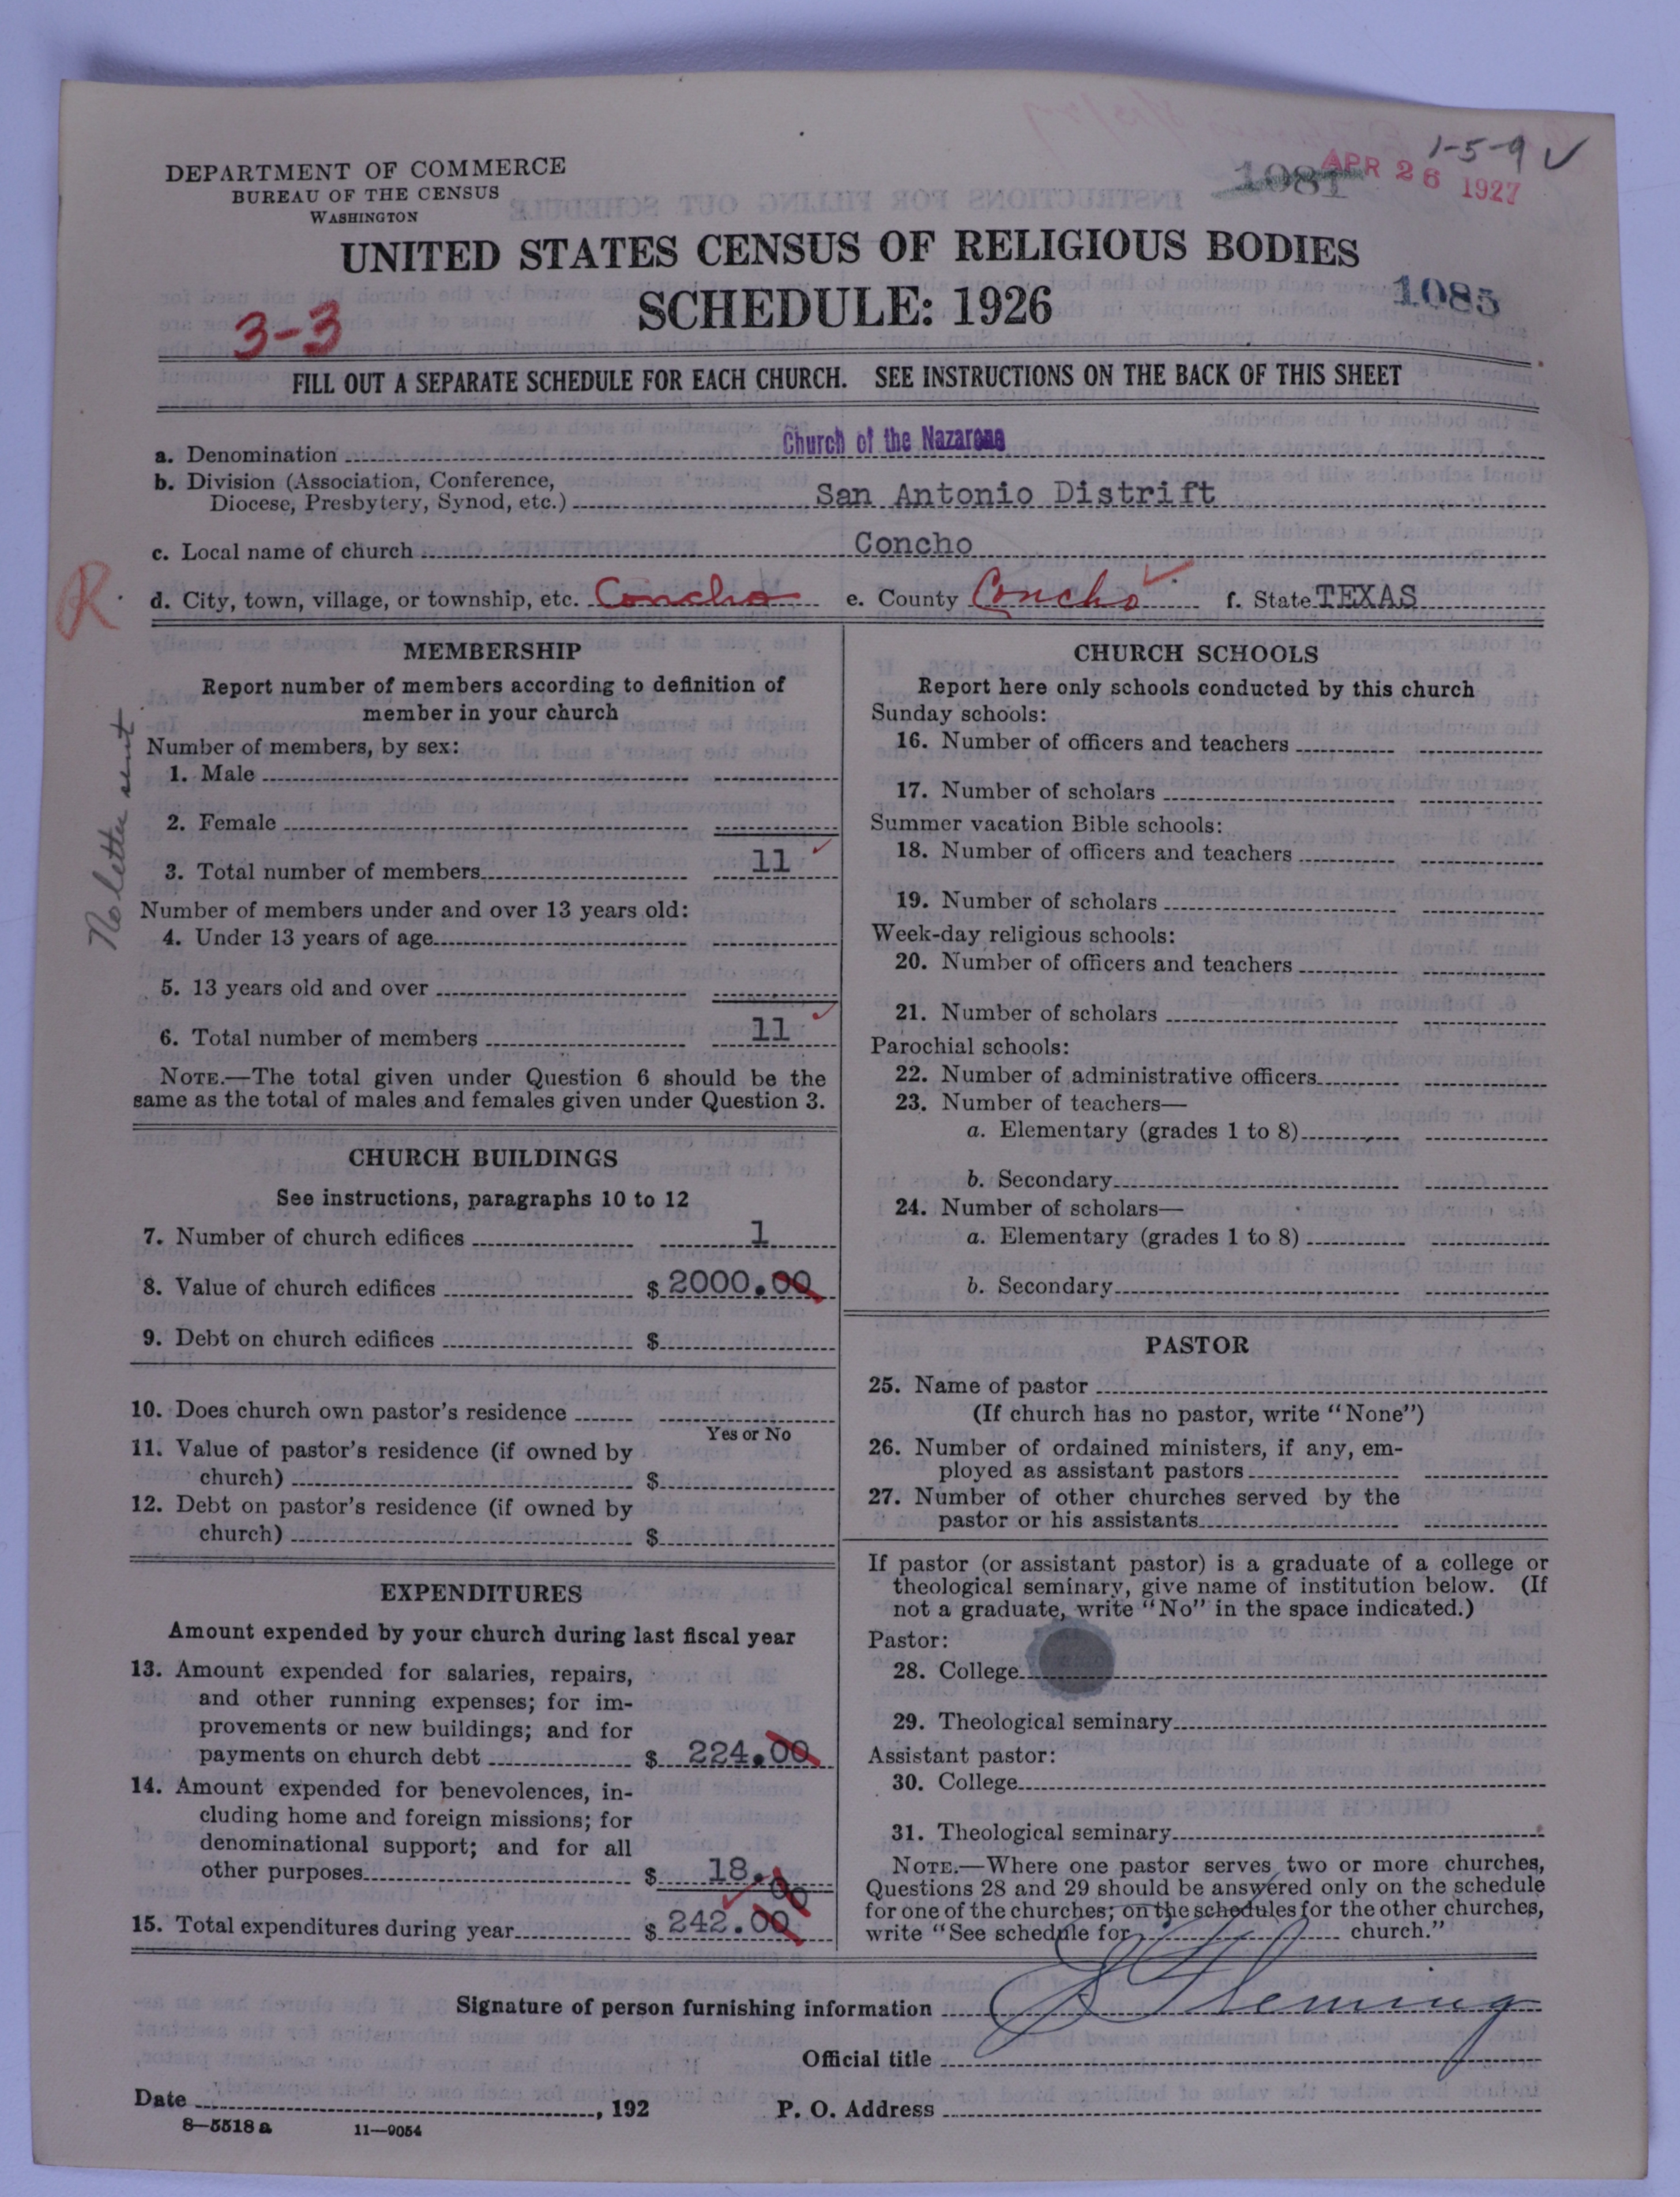 DEPARTMENT OF COMMERCE
BUREAU OF THE CENSUS
WASHINGTON
1-5-9 ✓
1081
APR 26 1927
UNITED STATES CENSUS OF RELIGIOUS BODIES
SCHEDULE: 1926
1085
3-3
FILL OUT A SEPARATE SCHEDULE FOR EACH CHURCH. SEE INSTRUCTIONS ON THE BACK OF THIS SHEET
a. Denomination Church of the Nazarene
b. Division (Association, Conference,
Diocese, Presbytery, Synod, etc.) San Antonio Distrift
c. Local name of church Concho
R.
d. City, town, village, or township, etc. Concho e. County Concho f. State TEXAS
No letter sent
MEMBERSHIP
Report number of members according to definition of
member in your church
Number of members, by sex:
1. Male
2. Female
3. Total number of members 11
Number of members under and over 13 years old:
4. Under 13 years of age
5. 13 years old and over
6. Total number of members 11
NOTE.—The total given under Question 6 should be the
same as the total of males and females given under Question 3.
CHURCH BUILDINGS
See instructions, paragraphs 10 to 12
7. Number of church edifices 1
8. Value of church edifices $ 2000.00
9. Debt on church edifices $
10. Does church own pastor's residence
Yes or No
11. Value of pastor's residence (if owned by
church) $
12. Debt on pastor's residence (if owned by
church) $
EXPENDITURES
Amount expended by your church during last fiscal year
13. Amount expended for salaries, repairs,
and other running expenses; for im-
provements or new buildings; and for
payments on church debt $ 224.00
14. Amount expended for benevolences, in-
cluding home and foreign missions; for
denominational support; and for all
other purposes $ 18.00
15. Total expenditures during year $ 242.00
CHURCH SCHOOLS
Report here only schools conducted by this church
Sunday schools:
16. Number of officers and teachers
17. Number of scholars
Summer vacation Bible schools:
18. Number of officers and teachers
19. Number of scholars
Week-day religious schools:
20. Number of officers and teachers
21. Number of scholars
Parochial schools:
22. Number of administrative officers
23. Number of teachers—
a. Elementary (grades 1 to 8)
b. Secondary
24. Number of scholars—
a. Elementary (grades 1 to 8)
b. Secondary
PASTOR
25. Name of pastor
(If church has no pastor, write "None")
26. Number of ordained ministers, if any, em-
ployed as assistant pastors
27. Number of other churches served by the
pastor or his assistants
If pastor (or assistant pastor) is a graduate of a college or
theological seminary, give name of institution below. (If
not a graduate, write "No" in the space indicated.)
Pastor:
28. College
29. Theological seminary
Assistant pastor:
30. College
31. Theological seminary
NOTE.—Where one pastor serves two or more churches,
Questions 28 and 29 should be answered only on the schedule
for one of the churches; on the schedules for the other churches,
write "See schedule for church."
Signature of person furnishing information Fleming
Official title
Date , 192 P. O. Address
8—5518a 11—9054